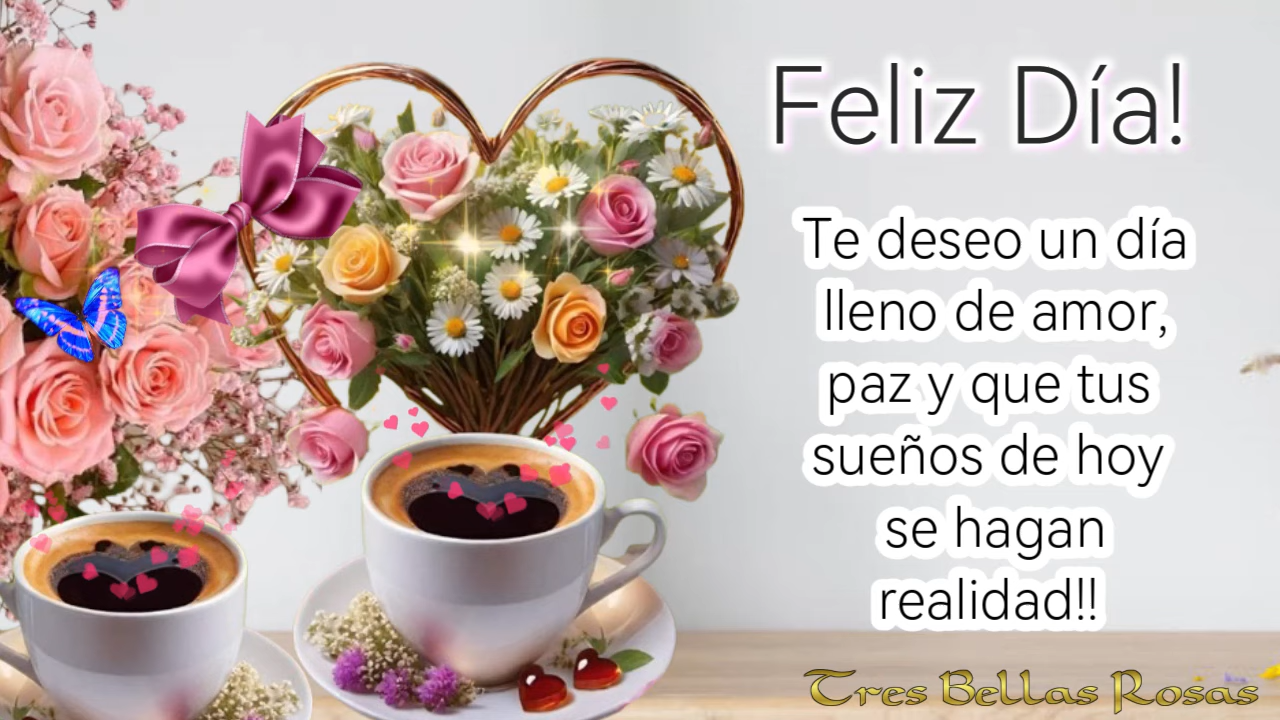 Feliz Día!
Te deseo un día
lleno de amor,
paz y que tus
sueños de hoy
se hagan
realidad!!
Tres Bellas Rosas